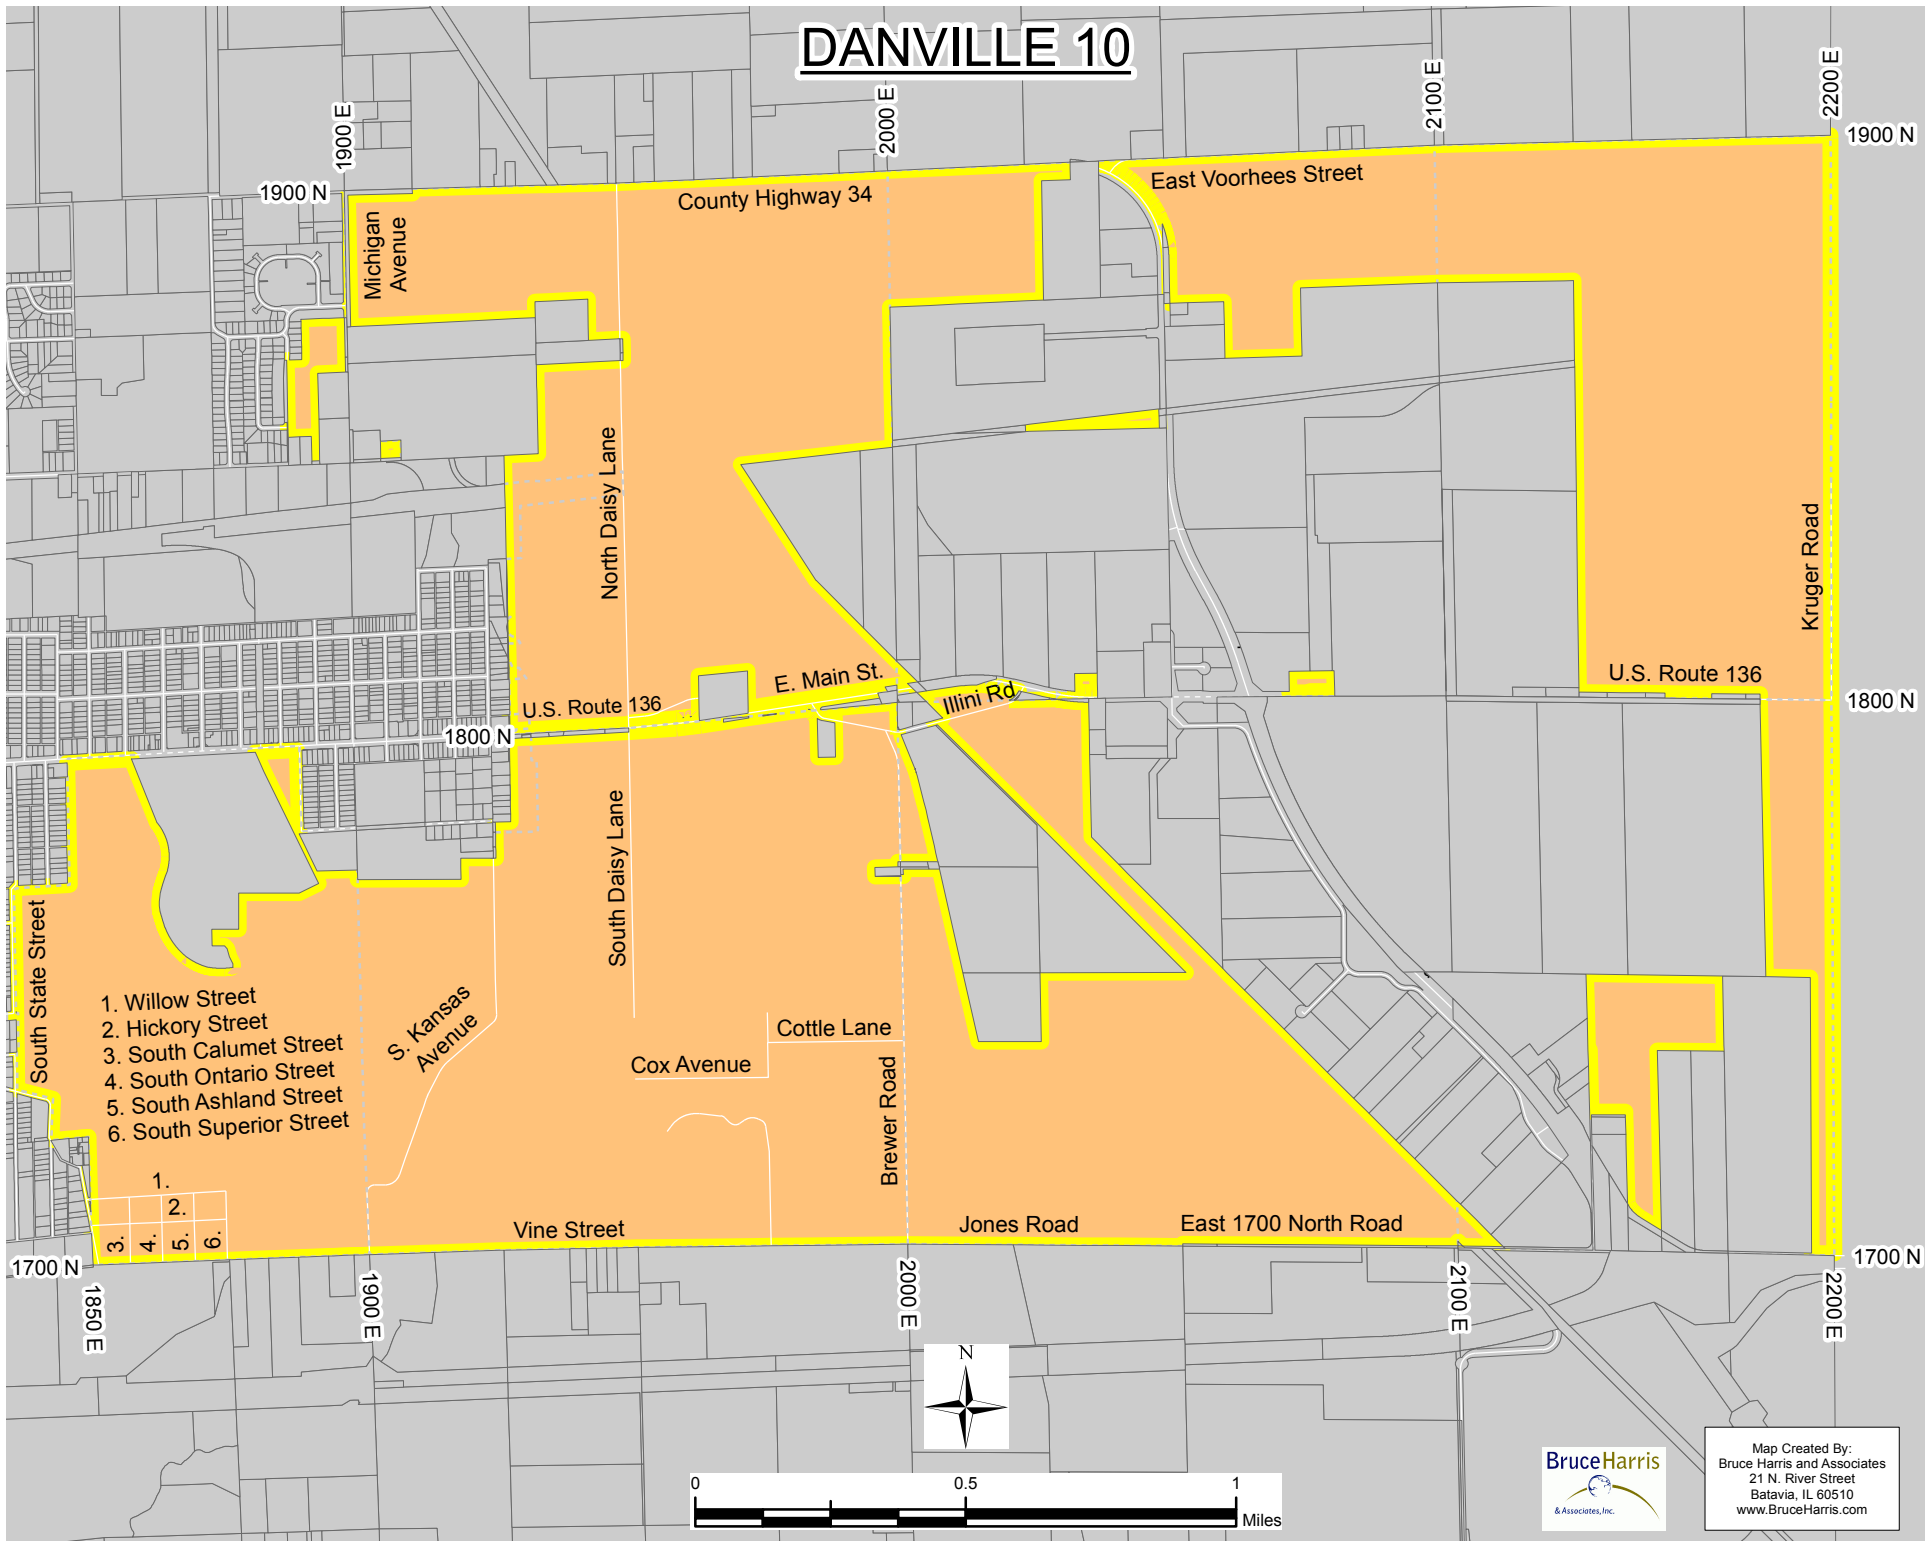 DANVILLE 10
1900 E
2000 E
2100 E
2200 E
1900 N
1900 N
County Highway 34
East Voorhees Street
Michigan
Avenue
North Daisy Lane
Kruger Road
U.S. Route 136
E. Main St.
Illini Rd
U.S. Route 136
1800 N
1800 N
South Daisy Lane
South State Street
1. Willow Street
2. Hickory Street
3. South Calumet Street
4. South Ontario Street
5. South Ashland Street
6. South Superior Street
S. Kansas
Avenue
Cottle Lane
Cox Avenue
Brewer Road
1.
2.
3.
4.
5.
6.
Vine Street
Jones Road
East 1700 North Road
1700 N
1700 N
1850 E
1900 E
2000 E
2100 E
2200 E
N
0
0.5
1
Miles
BruceHarris
& Associates, Inc.
Map Created By:
Bruce Harris and Associates
21 N. River Street
Batavia, IL 60510
www.BruceHarris.com